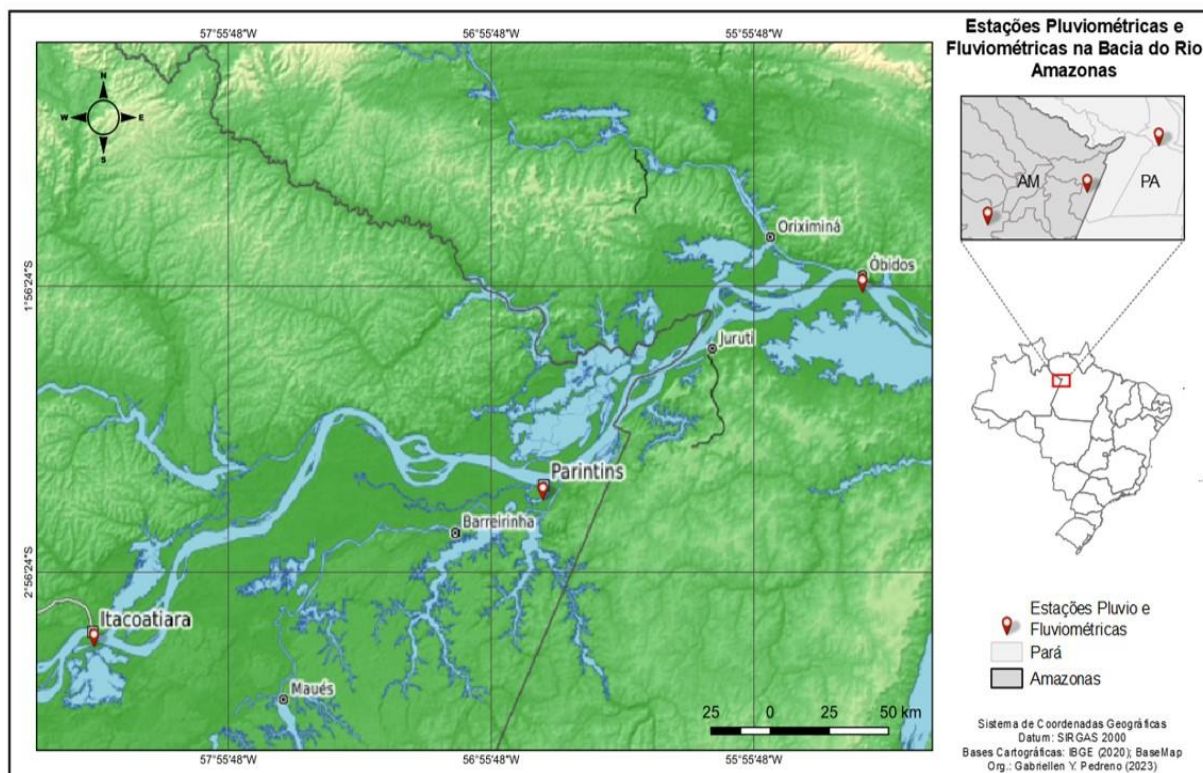 Estações Pluviométricas e
Fluviométricas na Bacia do Rio
Amazonas
57°55'48"W
56°55'48"W
55°55'48"W
N
W
E
S
1°56'24"S
2°56'24"S
Oriximiná
Óbidos
Juruti
Parintins
Barreirinha
Itacoatiara
Maués
25 0 25 50 km
57°55'48"W
56°55'48"W
55°55'48"W
AM
PA
Estações Pluvio e
Fluviométricas
Pará
Amazonas
Sistema de Coordenadas Geográficas
Datum: SIRGAS 2000
Bases Cartográficas: IBGE (2020); BaseMap
Org.: Gabriellen Y. Pedreno (2023)